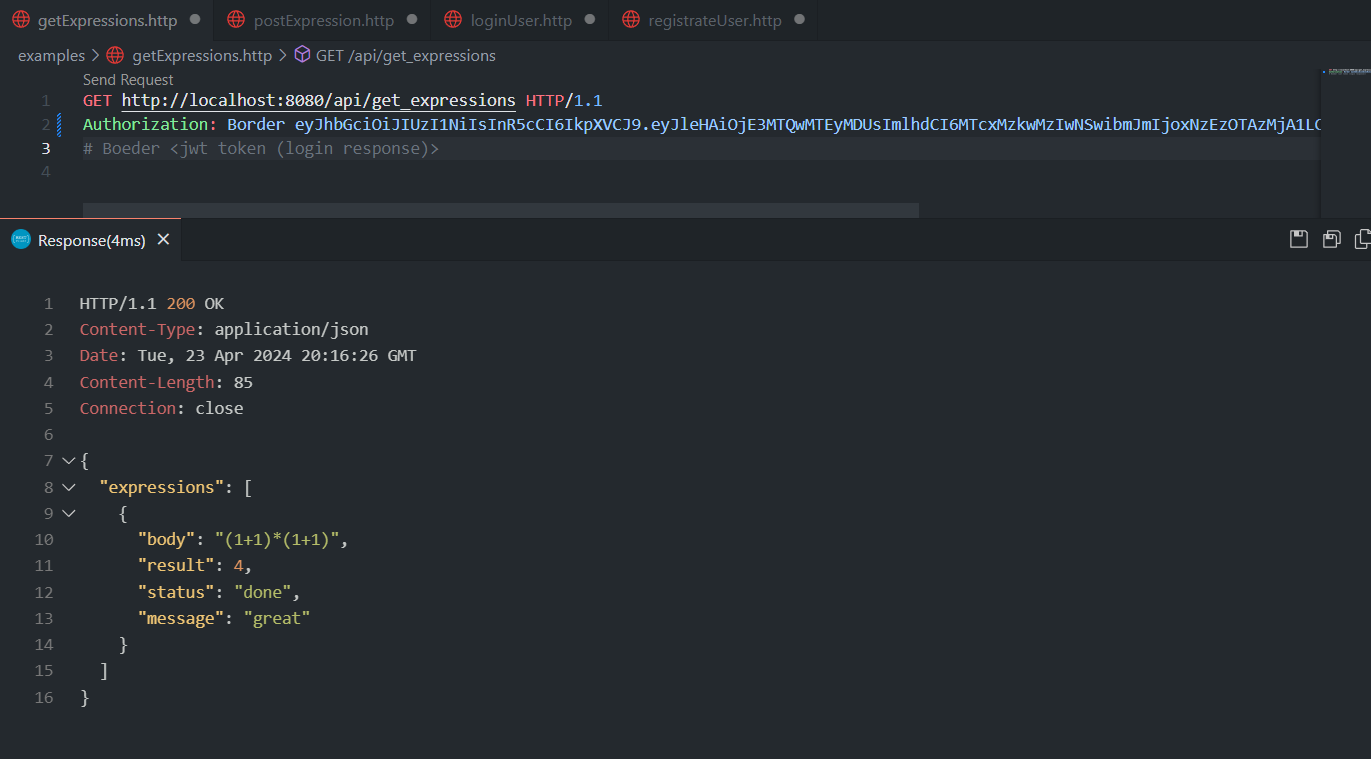 getExpressions.http postExpression.http loginUser.http registrateUser.http
examples > getExpressions.http > GET /api/get_expressions
Send Request
1 GET http://localhost:8080/api/get_expressions HTTP/1.1
2 Authorization: Border eyJhbGciOiJIUzI1NiIsInR5cCI6IkpXVCJ9.eyJleHAiOjE3MTQwMTEyMDUsImlhdCI6MTcxMzkwMzIwNSwibmJmIjoxNzEzOTAzMjA1LC
3 # Boeder <jwt token (login response)>
4
Response(4ms)
1 HTTP/1.1 200 OK
2 Content-Type: application/json
3 Date: Tue, 23 Apr 2024 20:16:26 GMT
4 Content-Length: 85
5 Connection: close
6
7 {
8 "expressions": [
9 {
10 "body": "(1+1)*(1+1)",
11 "result": 4,
12 "status": "done",
13 "message": "great"
14 }
15 ]
16 }